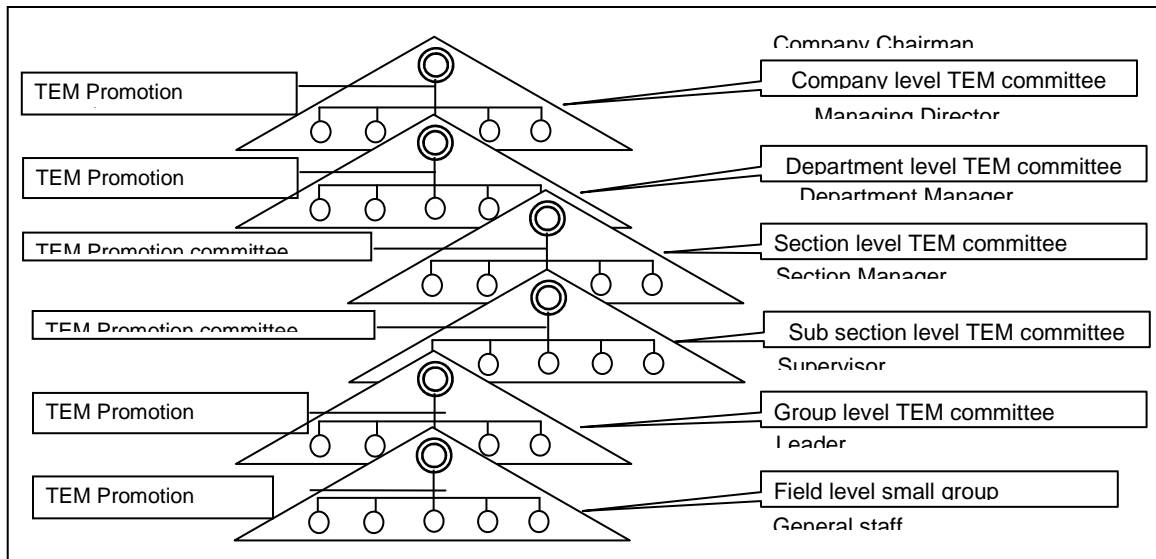 Company Chairman
TEM Promotion
Company level TEM committee
Managing Director
TEM Promotion
Department level TEM committee
Department Manager
TEM Promotion committee
Section level TEM committee
Section Manager
TEM Promotion committee
Sub section level TEM committee
Supervisor
TEM Promotion
Group level TEM committee
Leader
TEM Promotion
Field level small group
General staff